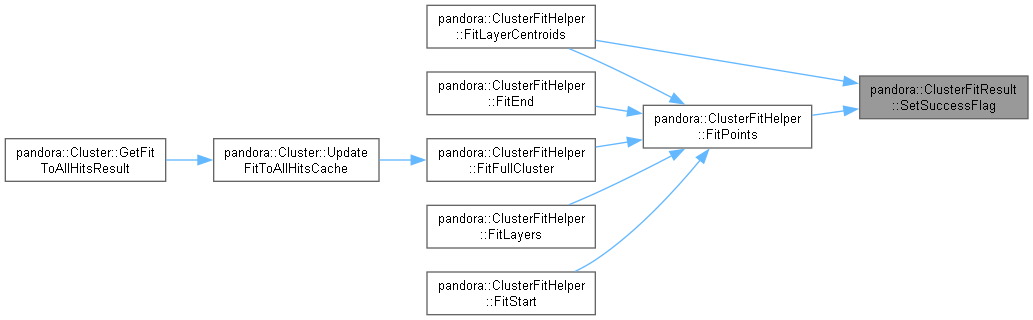 pandora::ClusterFitHelper
::FitLayerCentroids
pandora::ClusterFitResult
::SetSuccessFlag
pandora::ClusterFitHelper
::FitEnd
pandora::ClusterFitHelper
::FitPoints
pandora::Cluster::GetFit
ToAllHitsResult
pandora::Cluster::Update
FitToAllHitsCache
pandora::ClusterFitHelper
::FitFullCluster
pandora::ClusterFitHelper
::FitLayers
pandora::ClusterFitHelper
::FitStart